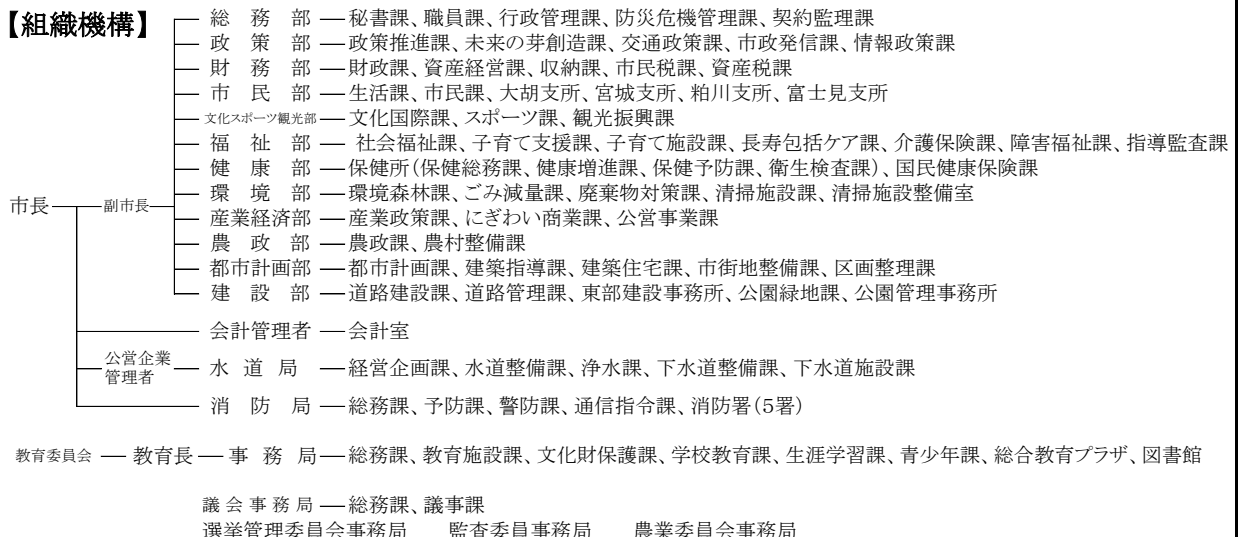 【組織機構】
総務部 秘書課、職員課、行政管理課、防災危機管理課、契約監理課
政策部 政策推進課、未来の芽創造課、交通政策課、市政発信課、情報政策課
財務部 財政課、資産経営課、収納課、市民税課、資産税課
市民部 生活課、市民課、大胡支所、宮城支所、粕川支所、富士見支所
文化スポーツ観光部 文化国際課、スポーツ課、観光振興課
福祉部 社会福祉課、子育て支援課、子育て施設課、長寿包括ケア課、介護保険課、障害福祉課、指導監査課
健康部 保健所(保健総務課、健康増進課、保健予防課、衛生検査課)、国民健康保険課
環境部 環境森林課、ごみ減量課、廃棄物対策課、清掃施設課、清掃施設整備室
市長 副市長 産業経済部 産業政策課、にぎわい商業課、公営事業課
農政部 農政課、農村整備課
都市計画部 都市計画課、建築指導課、建築住宅課、市街地整備課、区画整理課
建設部 道路建設課、道路管理課、東部建設事務所、公園緑地課、公園管理事務所
会計管理者 会計室
公営企業
管理者
水道局 経営企画課、水道整備課、浄水課、下水道整備課、下水道施設課
消防局 総務課、予防課、警防課、通信指令課、消防署(5署)
教育委員会 教育長 事務局 総務課、教育施設課、文化財保護課、学校教育課、生涯学習課、青少年課、総合教育プラザ、図書館
議会事務局 総務課、議事課
選挙管理委員会事務局 監査委員事務局 農業委員会事務局